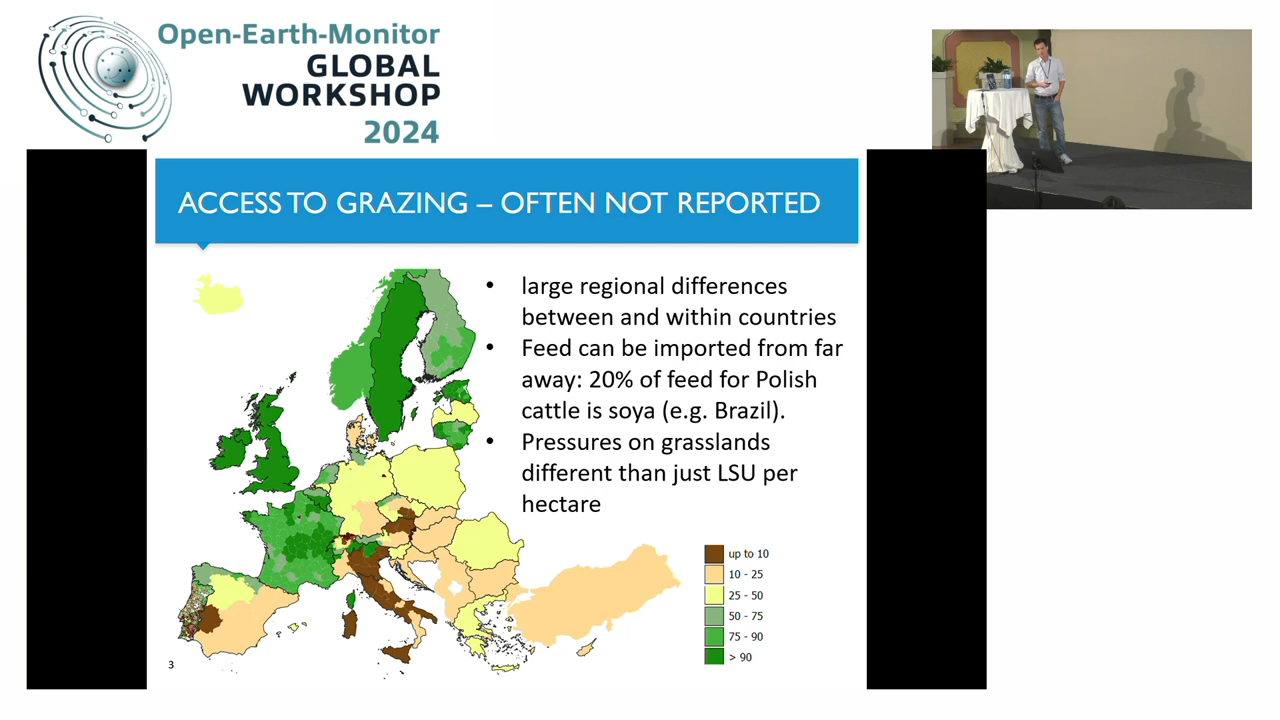 Open-Earth-Monitor
GLOBAL
WORKSHOP
2024
ACCESS TO GRAZING – OFTEN NOT REPORTED
• large regional differences
between and within countries
• Feed can be imported from far
away: 20% of feed for Polish
cattle is soya (e.g. Brazil).
• Pressures on grasslands
different than just LSU per
hectare
up to 10
10 - 25
25 - 50
50 - 75
75 - 90
> 90
3